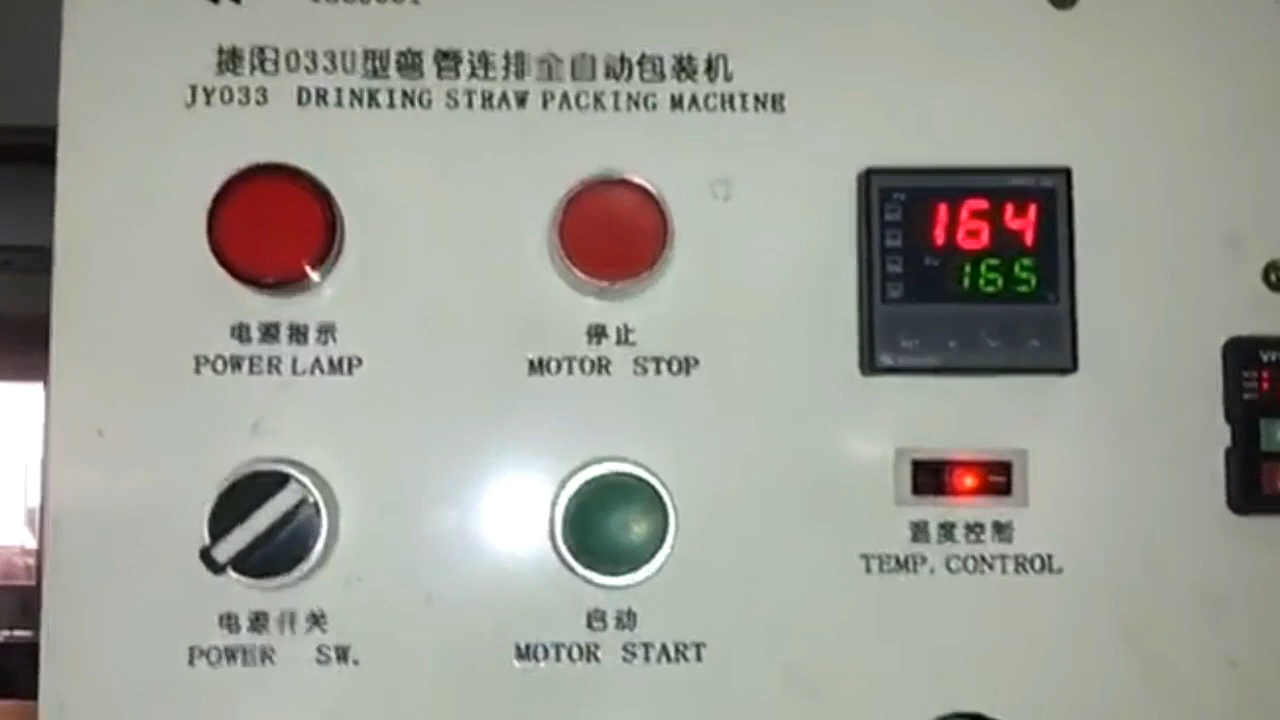 捷阳033U型弯管连排全自动包装机
JY033 DRINKING STRAW PACKING MACHINE
164
165
电源指示
POWER LAMP
停止
MOTOR STOP
温度控制
TEMP. CONTROL
电源开关
POWER SW.
启动
MOTOR START